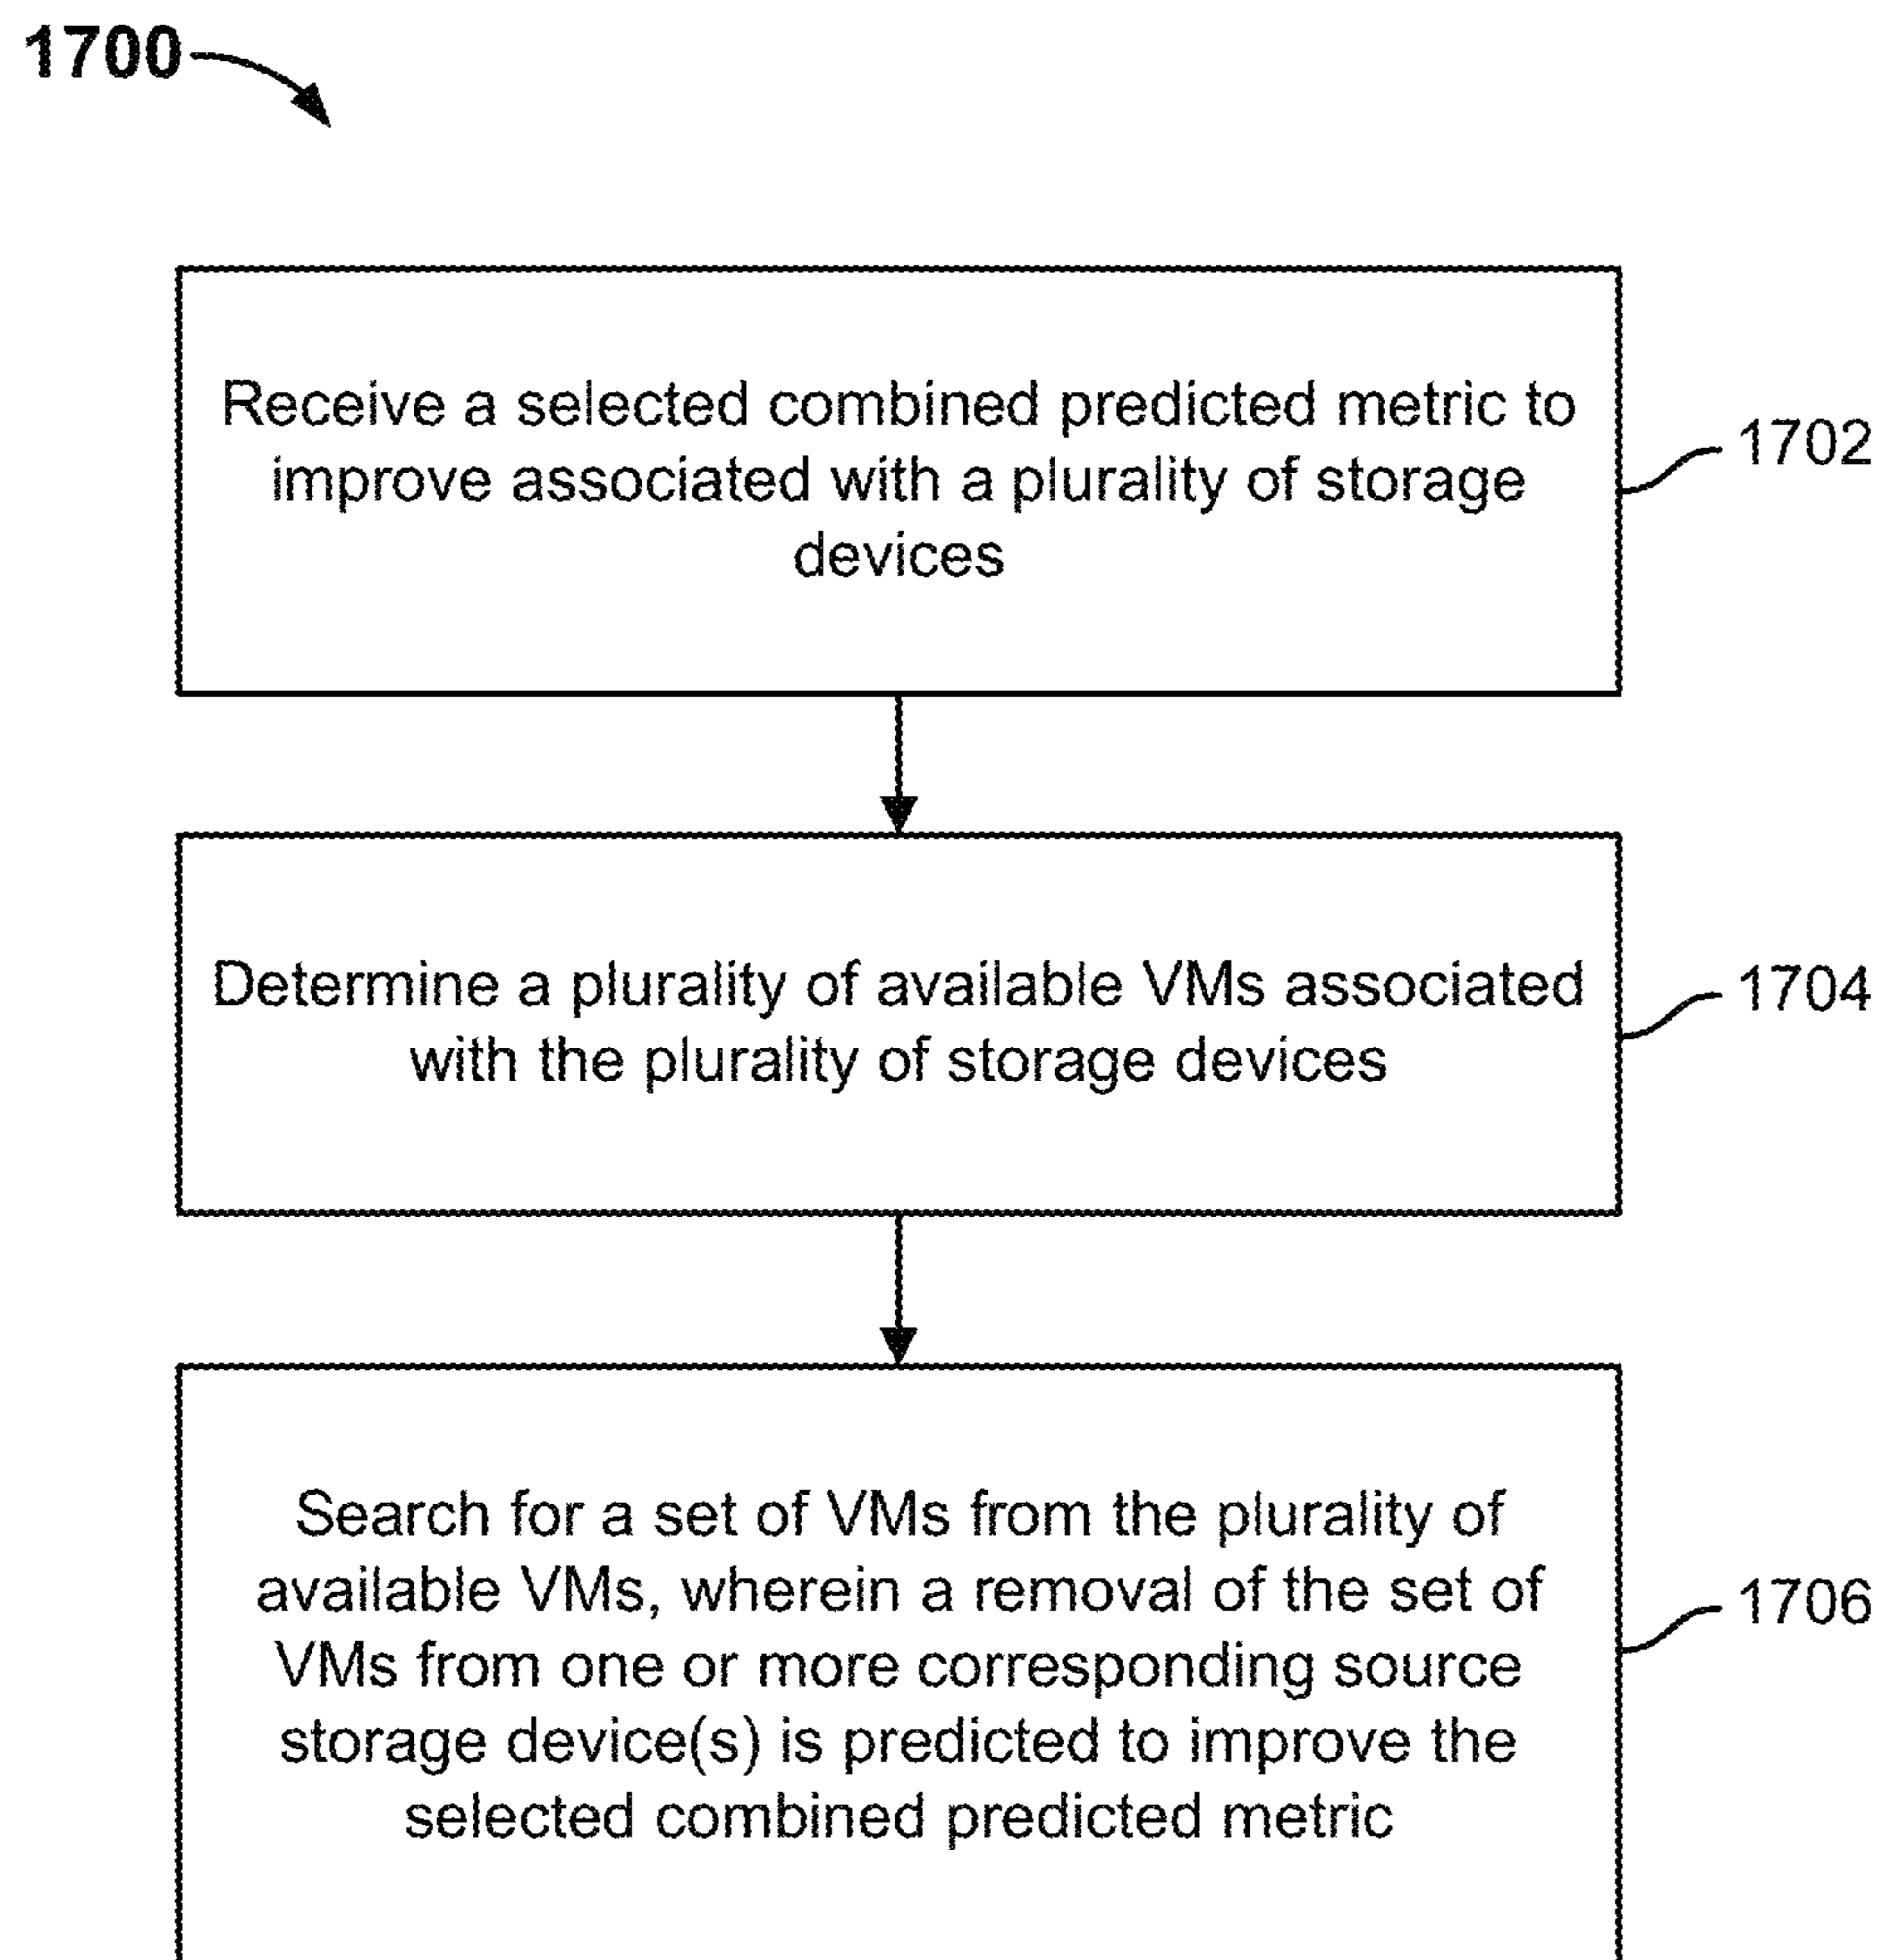 1700
Receive a selected combined predicted metric to
improve associated with a plurality of storage
devices
1702
Determine a plurality of available VMs associated
with the plurality of storage devices
1704
Search for a set of VMs from the plurality of
available VMs, wherein a removal of the set of
VMs from one or more corresponding source
storage device(s) is predicted to improve the
selected combined predicted metric
1706